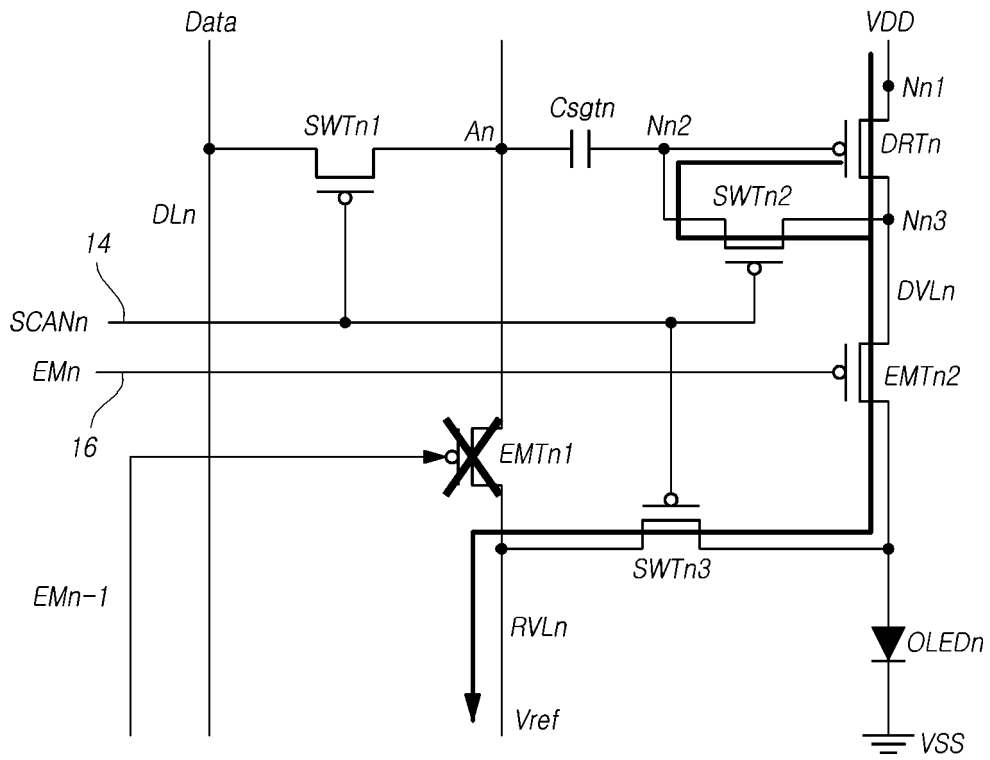 Data
VDD
Nn1
Csgtn
SWTn1
An
Nn2
DRTn
SWTn2
DLn
Nn3
14
DVLn
SCANn
EMn
EMTn2
16
EMTn1
SWTn3
EMn-1
RVLn
OLEDn
Vref
VSS